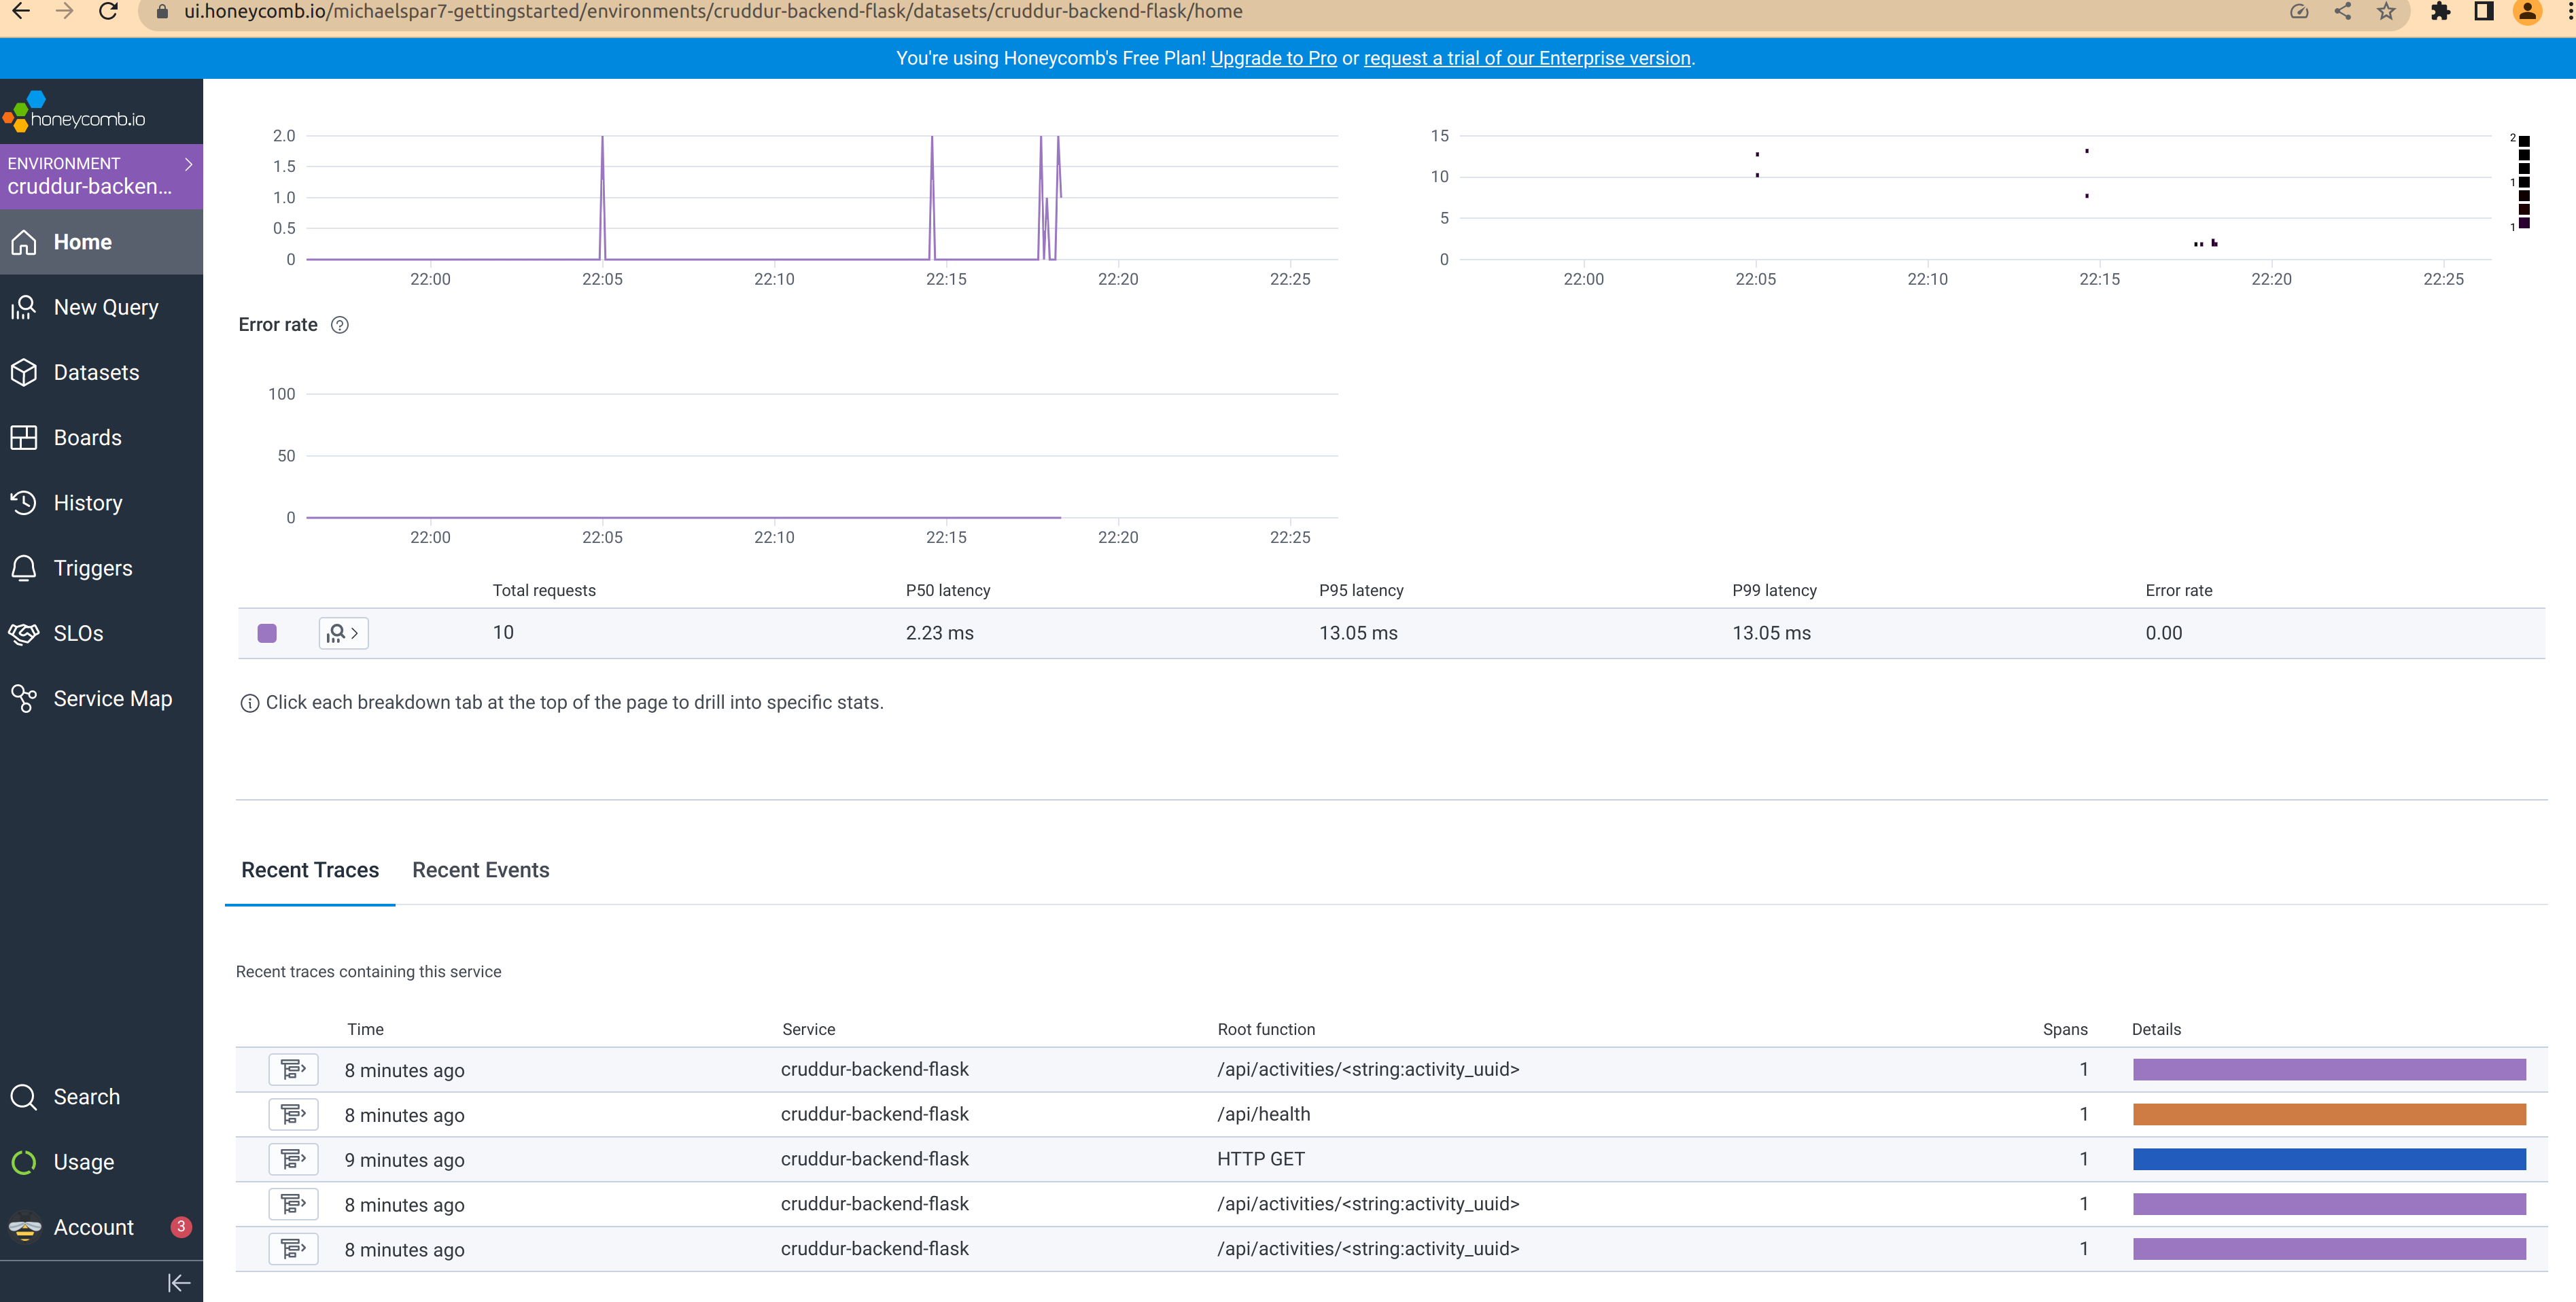 ui.honeycomb.io/michaelspar7-gettingstarted/environments/cruddur-backend-flask/datasets/cruddur-backend-flask/home
You're using Honeycomb's Free Plan! Upgrade to Pro or request a trial of our Enterprise version.
honeycomb.io
ENVIRONMENT
cruddur-backen...
Home
New Query
Datasets
Boards
History
Triggers
SLOs
Service Map
Search
Usage
Account 3
2.0
1.5
1.0
0.5
0
22:00 22:05 22:10 22:15 22:20 22:25
15
10
5
0
22:00 22:05 22:10 22:15 22:20 22:25
2
1
1
Error rate ?
100
50
0
22:00 22:05 22:10 22:15 22:20 22:25
Total requests P50 latency P95 latency P99 latency Error rate
10 2.23 ms 13.05 ms 13.05 ms 0.00
Click each breakdown tab at the top of the page to drill into specific stats.
Recent Traces Recent Events
Recent traces containing this service
Time Service Root function Spans Details
8 minutes ago cruddur-backend-flask /api/activities/<string:activity_uuid> 1
8 minutes ago cruddur-backend-flask /api/health 1
9 minutes ago cruddur-backend-flask HTTP GET 1
8 minutes ago cruddur-backend-flask /api/activities/<string:activity_uuid> 1
8 minutes ago cruddur-backend-flask /api/activities/<string:activity_uuid> 1